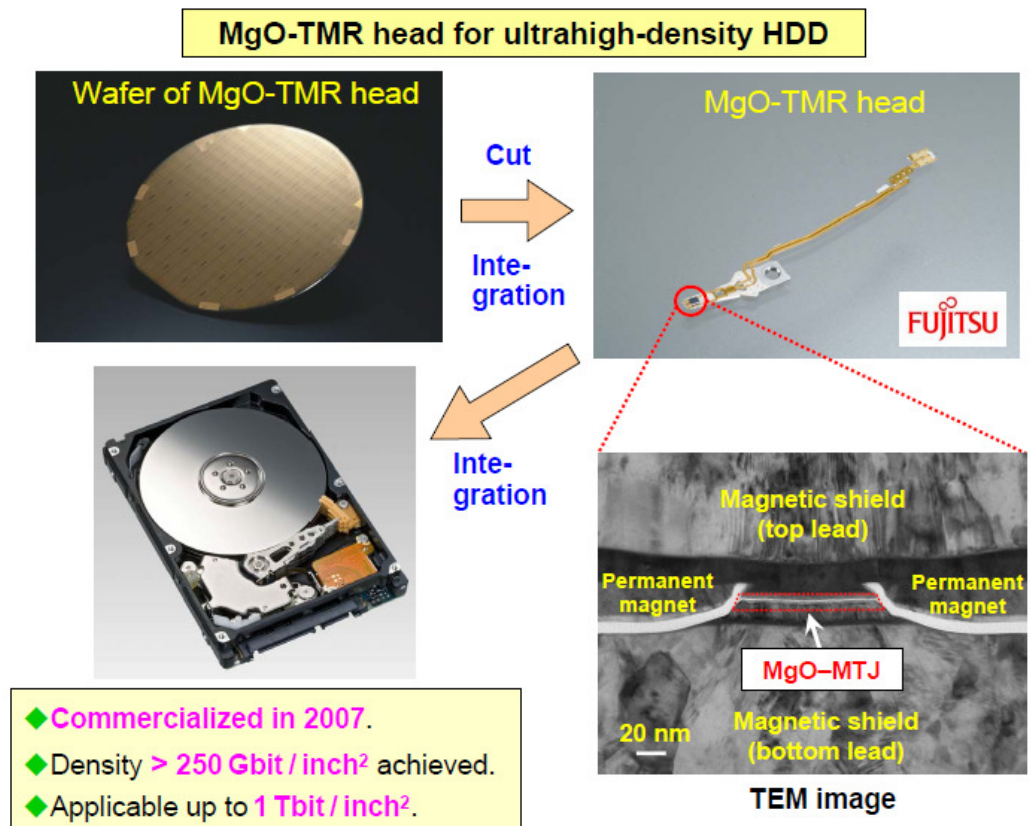 MgO-TMR head for ultrahigh-density HDD
Wafer of MgO-TMR head
Cut
Inte-
gration
MgO-TMR head
FUJITSU
Inte-
gration
Magnetic shield
(top lead)
Permanent
magnet
Permanent
magnet
MgO–MTJ
20 nm
Magnetic shield
(bottom lead)
TEM image
◆Commercialized in 2007.
◆Density > 250 Gbit / inch² achieved.
◆Applicable up to 1 Tbit / inch².